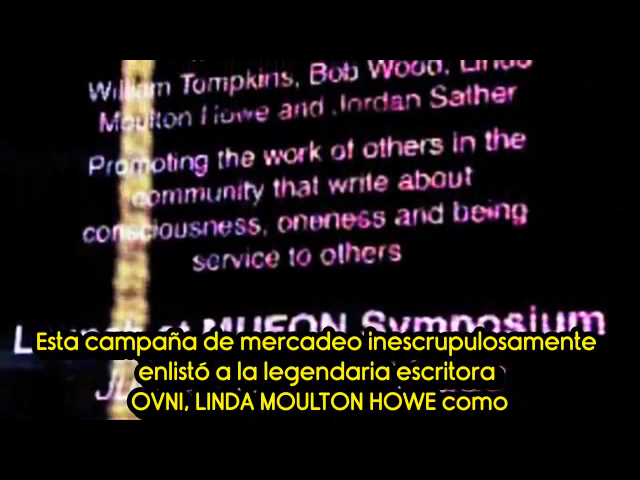 William Tompkins, Bob Wood, Linda
Moulton Howe and Jordan Sather
Promoting the work of others in the
community that write about
consciousness, oneness and being
service to others
MUFON Symposium
Esta campaña de mercadeo inescrupulosamente
enlistó a la legendaria escritora
OVNI, LINDA MOULTON HOWE como